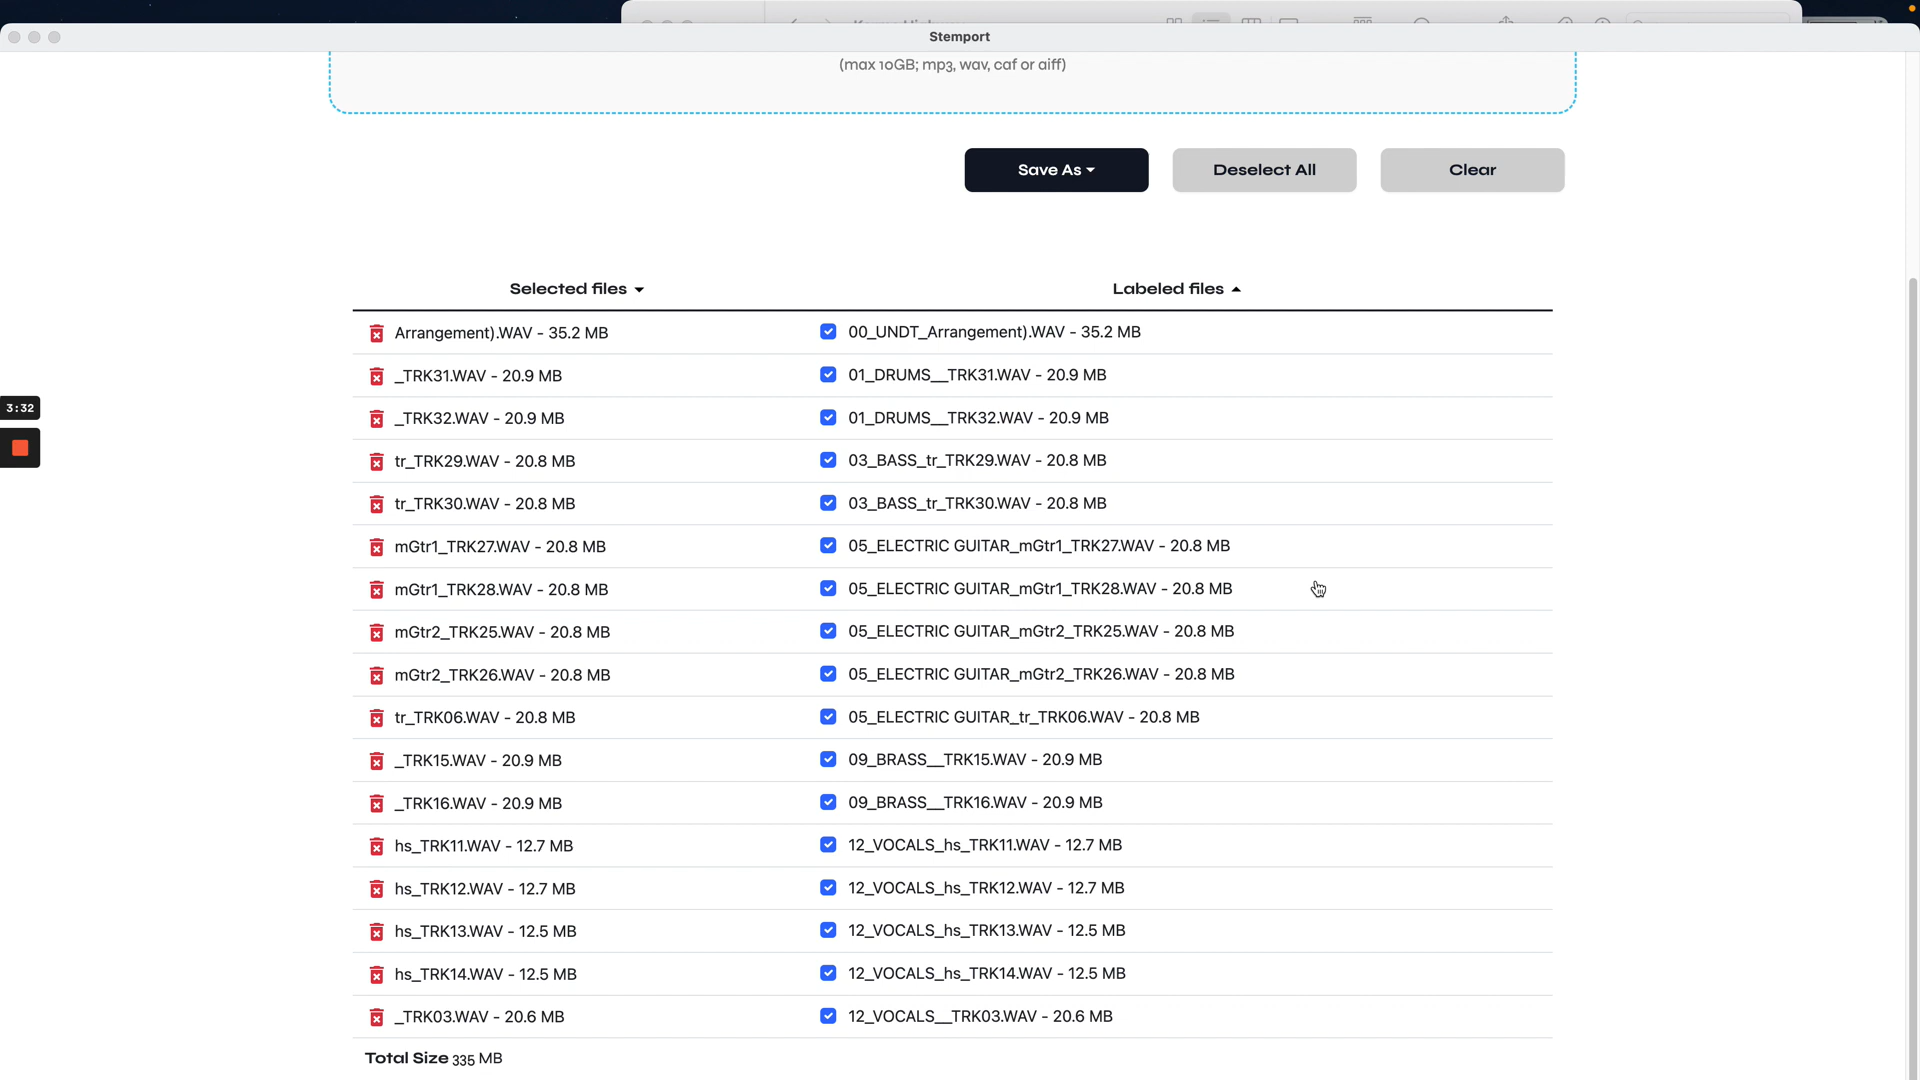 Stemport
(max 10GB; mp3, wav, caf or aiff)
Save As
Deselect All
Clear
Selected files
Labeled files
Arrangement).WAV - 35.2 MB
00_UNDT_Arrangement).WAV - 35.2 MB
_TRK31.WAV - 20.9 MB
01_DRUMS__TRK31.WAV - 20.9 MB
3:32
_TRK32.WAV - 20.9 MB
01_DRUMS__TRK32.WAV - 20.9 MB
tr_TRK29.WAV - 20.8 MB
03_BASS_tr_TRK29.WAV - 20.8 MB
tr_TRK30.WAV - 20.8 MB
03_BASS_tr_TRK30.WAV - 20.8 MB
mGtr1_TRK27.WAV - 20.8 MB
05_ELECTRIC GUITAR_mGtr1_TRK27.WAV - 20.8 MB
mGtr1_TRK28.WAV - 20.8 MB
05_ELECTRIC GUITAR_mGtr1_TRK28.WAV - 20.8 MB
mGtr2_TRK25.WAV - 20.8 MB
05_ELECTRIC GUITAR_mGtr2_TRK25.WAV - 20.8 MB
mGtr2_TRK26.WAV - 20.8 MB
05_ELECTRIC GUITAR_mGtr2_TRK26.WAV - 20.8 MB
tr_TRK06.WAV - 20.8 MB
05_ELECTRIC GUITAR_tr_TRK06.WAV - 20.8 MB
_TRK15.WAV - 20.9 MB
09_BRASS__TRK15.WAV - 20.9 MB
_TRK16.WAV - 20.9 MB
09_BRASS__TRK16.WAV - 20.9 MB
hs_TRK11.WAV - 12.7 MB
12_VOCALS_hs_TRK11.WAV - 12.7 MB
hs_TRK12.WAV - 12.7 MB
12_VOCALS_hs_TRK12.WAV - 12.7 MB
hs_TRK13.WAV - 12.5 MB
12_VOCALS_hs_TRK13.WAV - 12.5 MB
hs_TRK14.WAV - 12.5 MB
12_VOCALS_hs_TRK14.WAV - 12.5 MB
_TRK03.WAV - 20.6 MB
12_VOCALS__TRK03.WAV - 20.6 MB
Total Size 335 MB